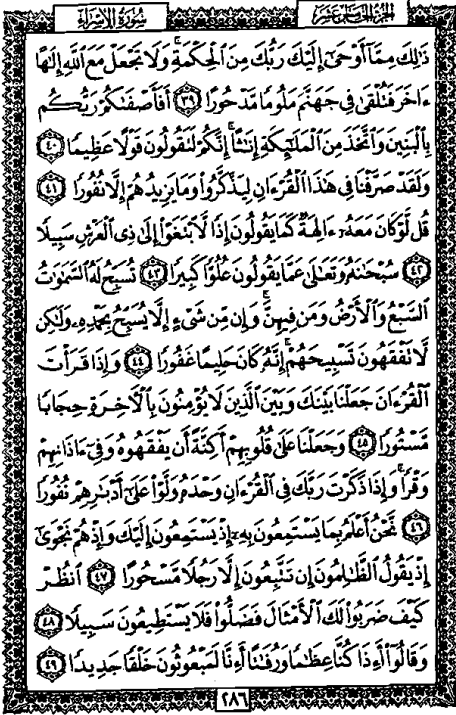 الجزء الخامس عشر
سورة الإسراء
ذَٰلِكَ مِمَّآ أَوْحَىٰٓ إِلَيْكَ رَبُّكَ مِنَ ٱلْحِكْمَةِ ۗ وَلَا تَجْعَلْ مَعَ ٱللَّهِ إِلَٰهًا
ءَاخَرَ فَتُلْقَىٰ فِى جَهَنَّمَ مَلُومًا مَّدْحُورًا ٣٩ أَفَأَصْفَىٰكُمْ رَبُّكُم
بِٱلْبَنِينَ وَٱتَّخَذَ مِنَ ٱلْمَلَٰٓئِكَةِ إِنَٰثًا ۚ إِنَّكُمْ لَتَقُولُونَ قَوْلًا عَظِيمًا ٤٠
وَلَقَدْ صَرَّفْنَا فِى هَٰذَا ٱلْقُرْءَانِ لِيَذَّكَّرُوا۟ وَمَا يَزِيدُهُمْ إِلَّا نُفُورًا ٤١
قُل لَّوْ كَانَ مَعَهُۥٓ ءَالِهَةٌ كَمَا يَقُولُونَ إِذًا لَّٱبْتَغَوْا۟ إِلَىٰ ذِى ٱلْعَرْشِ سَبِيلًا
٤٢ سُبْحَٰنَهُۥ وَتَعَٰلَىٰ عَمَّا يَقُولُونَ عُلُوًّا كَبِيرًا ٤٣ تُسَبِّحُ لَهُ ٱلسَّمَٰوَٰتُ
ٱلسَّبْعُ وَٱلْأَرْضُ وَمَن فِيهِنَّ ۚ وَإِن مِّن شَىْءٍ إِلَّا يُسَبِّحُ بِحَمْدِهِۦ وَلَٰكِن
لَّا تَفْقَهُونَ تَسْبِيحَهُمْ ۗ إِنَّهُۥ كَانَ حَلِيمًا غَفُورًا ٤٤ وَإِذَا قَرَأْتَ
ٱلْقُرْءَانَ جَعَلْنَا بَيْنَكَ وَبَيْنَ ٱلَّذِينَ لَا يُؤْمِنُونَ بِٱلْءَاخِرَةِ حِجَابًا
مَّسْتُورًا ٤٥ وَجَعَلْنَا عَلَىٰ قُلُوبِهِمْ أَكِنَّةً أَن يَفْقَهُوهُ وَفِىٓ ءَاذَانِهِمْ
وَقْرًا ۚ وَإِذَا ذَكَرْتَ رَبَّكَ فِى ٱلْقُرْءَانِ وَحْدَهُۥ وَلَّوْا۟ عَلَىٰٓ أَدْبَٰرِهِمْ نُفُورًا
٤٦ نَّحْنُ أَعْلَمُ بِمَا يَسْتَمِعُونَ بِهِۦٓ إِذْ يَسْتَمِعُونَ إِلَيْكَ وَإِذْ هُمْ نَجْوَىٰٓ
إِذْ يَقُولُ ٱلظَّٰلِمُونَ إِن تَتَّبِعُونَ إِلَّا رَجُلًا مَّسْحُورًا ٤٧ ٱنظُرْ
كَيْفَ ضَرَبُوا۟ لَكَ ٱلْأَمْثَالَ فَضَلُّوا۟ فَلَا يَسْتَطِيعُونَ سَبِيلًا ٤٨
وَقَالُوٓا۟ أَءِذَا كُنَّا عِظَٰمًا وَرُفَٰتًا أَءِنَّا لَمَبْعُوثُونَ خَلْقًا جَدِيدًا ٤٩
٢٨٦